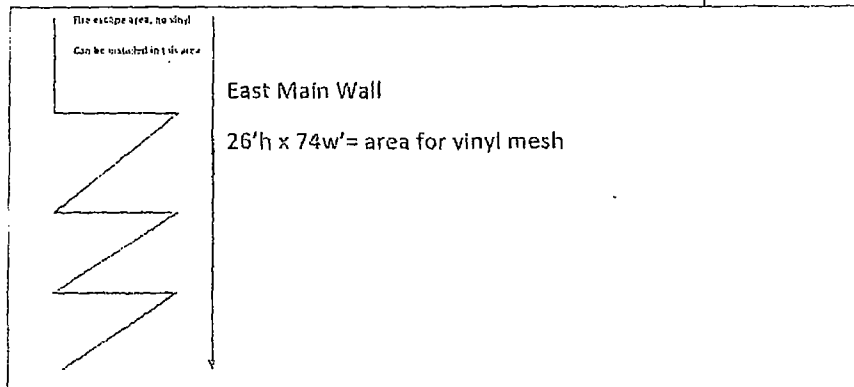 Fire escape area, no vinyl
Can be installed in this area
East Main Wall
26'h x 74w'= area for vinyl mesh